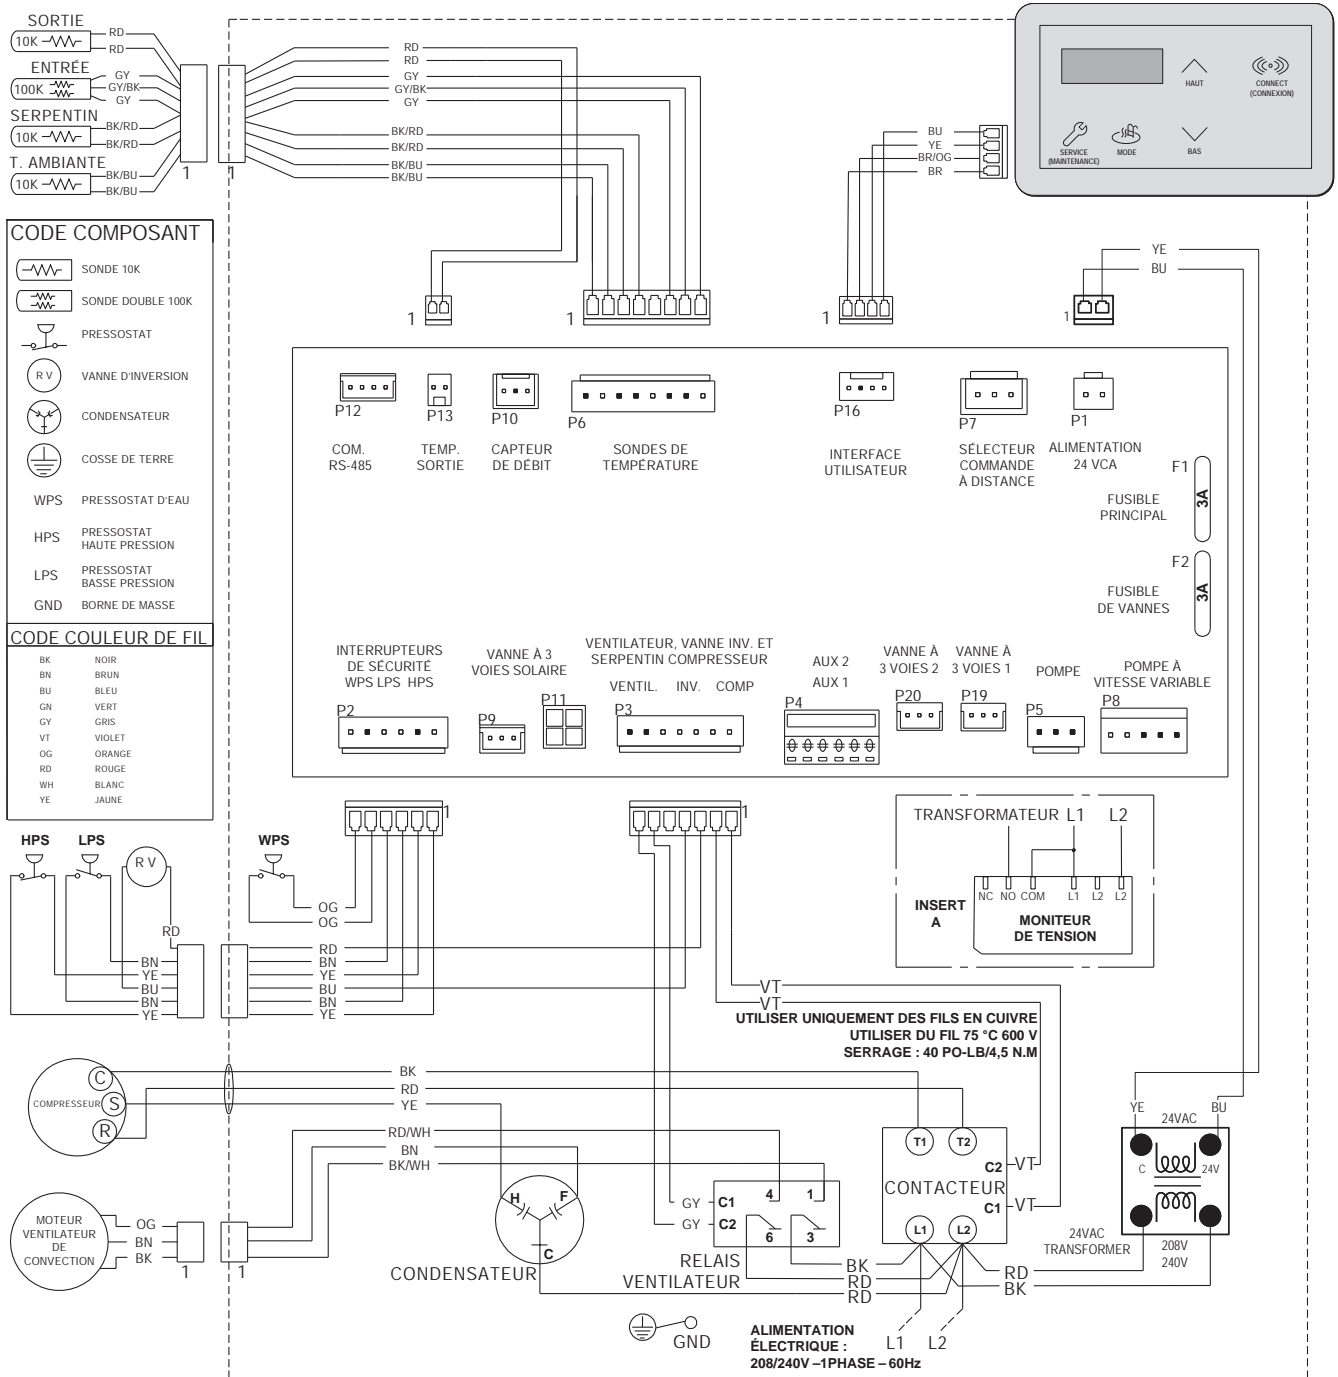 SORTIE
10K
RD
RD
ENTRÉE
100K
GY
GY/BK
GY
SERPENTIN
10K
BK/RD
BK/RD
T. AMBIANTE
10K
BK/BU
BK/BU
1
1
RD
RD
GY
GY/BK
GY
BK/RD
BK/RD
BK/BU
BK/BU
BU
YE
BR/OG
BR
HAUT
CONNECT
(CONNEXION)
SERVICE
(MAINTENANCE)
MODE
BAS
YE
BU
1
1
1
1
CODE COMPOSANT
SONDE 10K
SONDE DOUBLE 100K
PRESSOSTAT
R V
VANNE D'INVERSION
CONDENSATEUR
COSSE DE TERRE
WPS PRESSOSTAT D'EAU
HPS PRESSOSTAT
HAUTE PRESSION
LPS PRESSOSTAT
BASSE PRESSION
GND BORNE DE MASSE
CODE COULEUR DE FIL
BK NOIR
BN BRUN
BU BLEU
GN VERT
GY GRIS
VT VIOLET
OG ORANGE
RD ROUGE
WH BLANC
YE JAUNE
P12
COM.
RS-485
P13
TEMP.
SORTIE
P10
CAPTEUR
DE DÉBIT
P6
SONDES DE
TEMPÉRATURE
P16
INTERFACE
UTILISATEUR
P7
SÉLECTEUR
COMMANDE
À DISTANCE
P1
ALIMENTATION
24 VCA
F1
3A
FUSIBLE
PRINCIPAL
F2
3A
FUSIBLE
DE VANNES
INTERRUPTEURS
DE SÉCURITÉ
WPS LPS HPS
P2
VANNE À 3
VOIES SOLAIRE
P9
P11
VENTILATEUR, VANNE INV. ET
SERPENTIN COMPRESSEUR
VENTIL. INV. COMP
P3
AUX 2
AUX 1
P4
VANNE À
3 VOIES 2
P20
VANNE À
3 VOIES 1
P19
POMPE
P5
POMPE À
VITESSE VARIABLE
P8
1
1
HPS
LPS
R V
WPS
OG
OG
RD
BN
YE
BU
BN
YE
RD
BN
YE
BU
BN
YE
TRANSFORMATEUR L1 L2
NC NO COM L1 L2 L2
INSERT
A
MONITEUR
DE TENSION
VT
VT
UTILISER UNIQUEMENT DES FILS EN CUIVRE
UTILISER DU FIL 75 °C 600 V
SERRAGE : 40 PO-LB/4,5 N.M
COMPRESSEUR
C
S
R
BK
RD
YE
RD/WH
BN
BK/WH
MOTEUR
VENTILATEUR
DE
CONVECTION
OG
BN
BK
1
1
H
F
C
CONDENSATEUR
GY
GY
C1
C2
4
1
6
3
RELAIS
VENTILATEUR
T1
T2
C2
VT
CONTACTEUR
C1
VT
L1
L2
BK
RD
RD
RD
BK
YE
BU
24VAC
C
24V
24VAC
TRANSFORMER
208V
240V
GND
ALIMENTATION
ÉLECTRIQUE :
208/240V –1PHASE – 60Hz
L1
L2